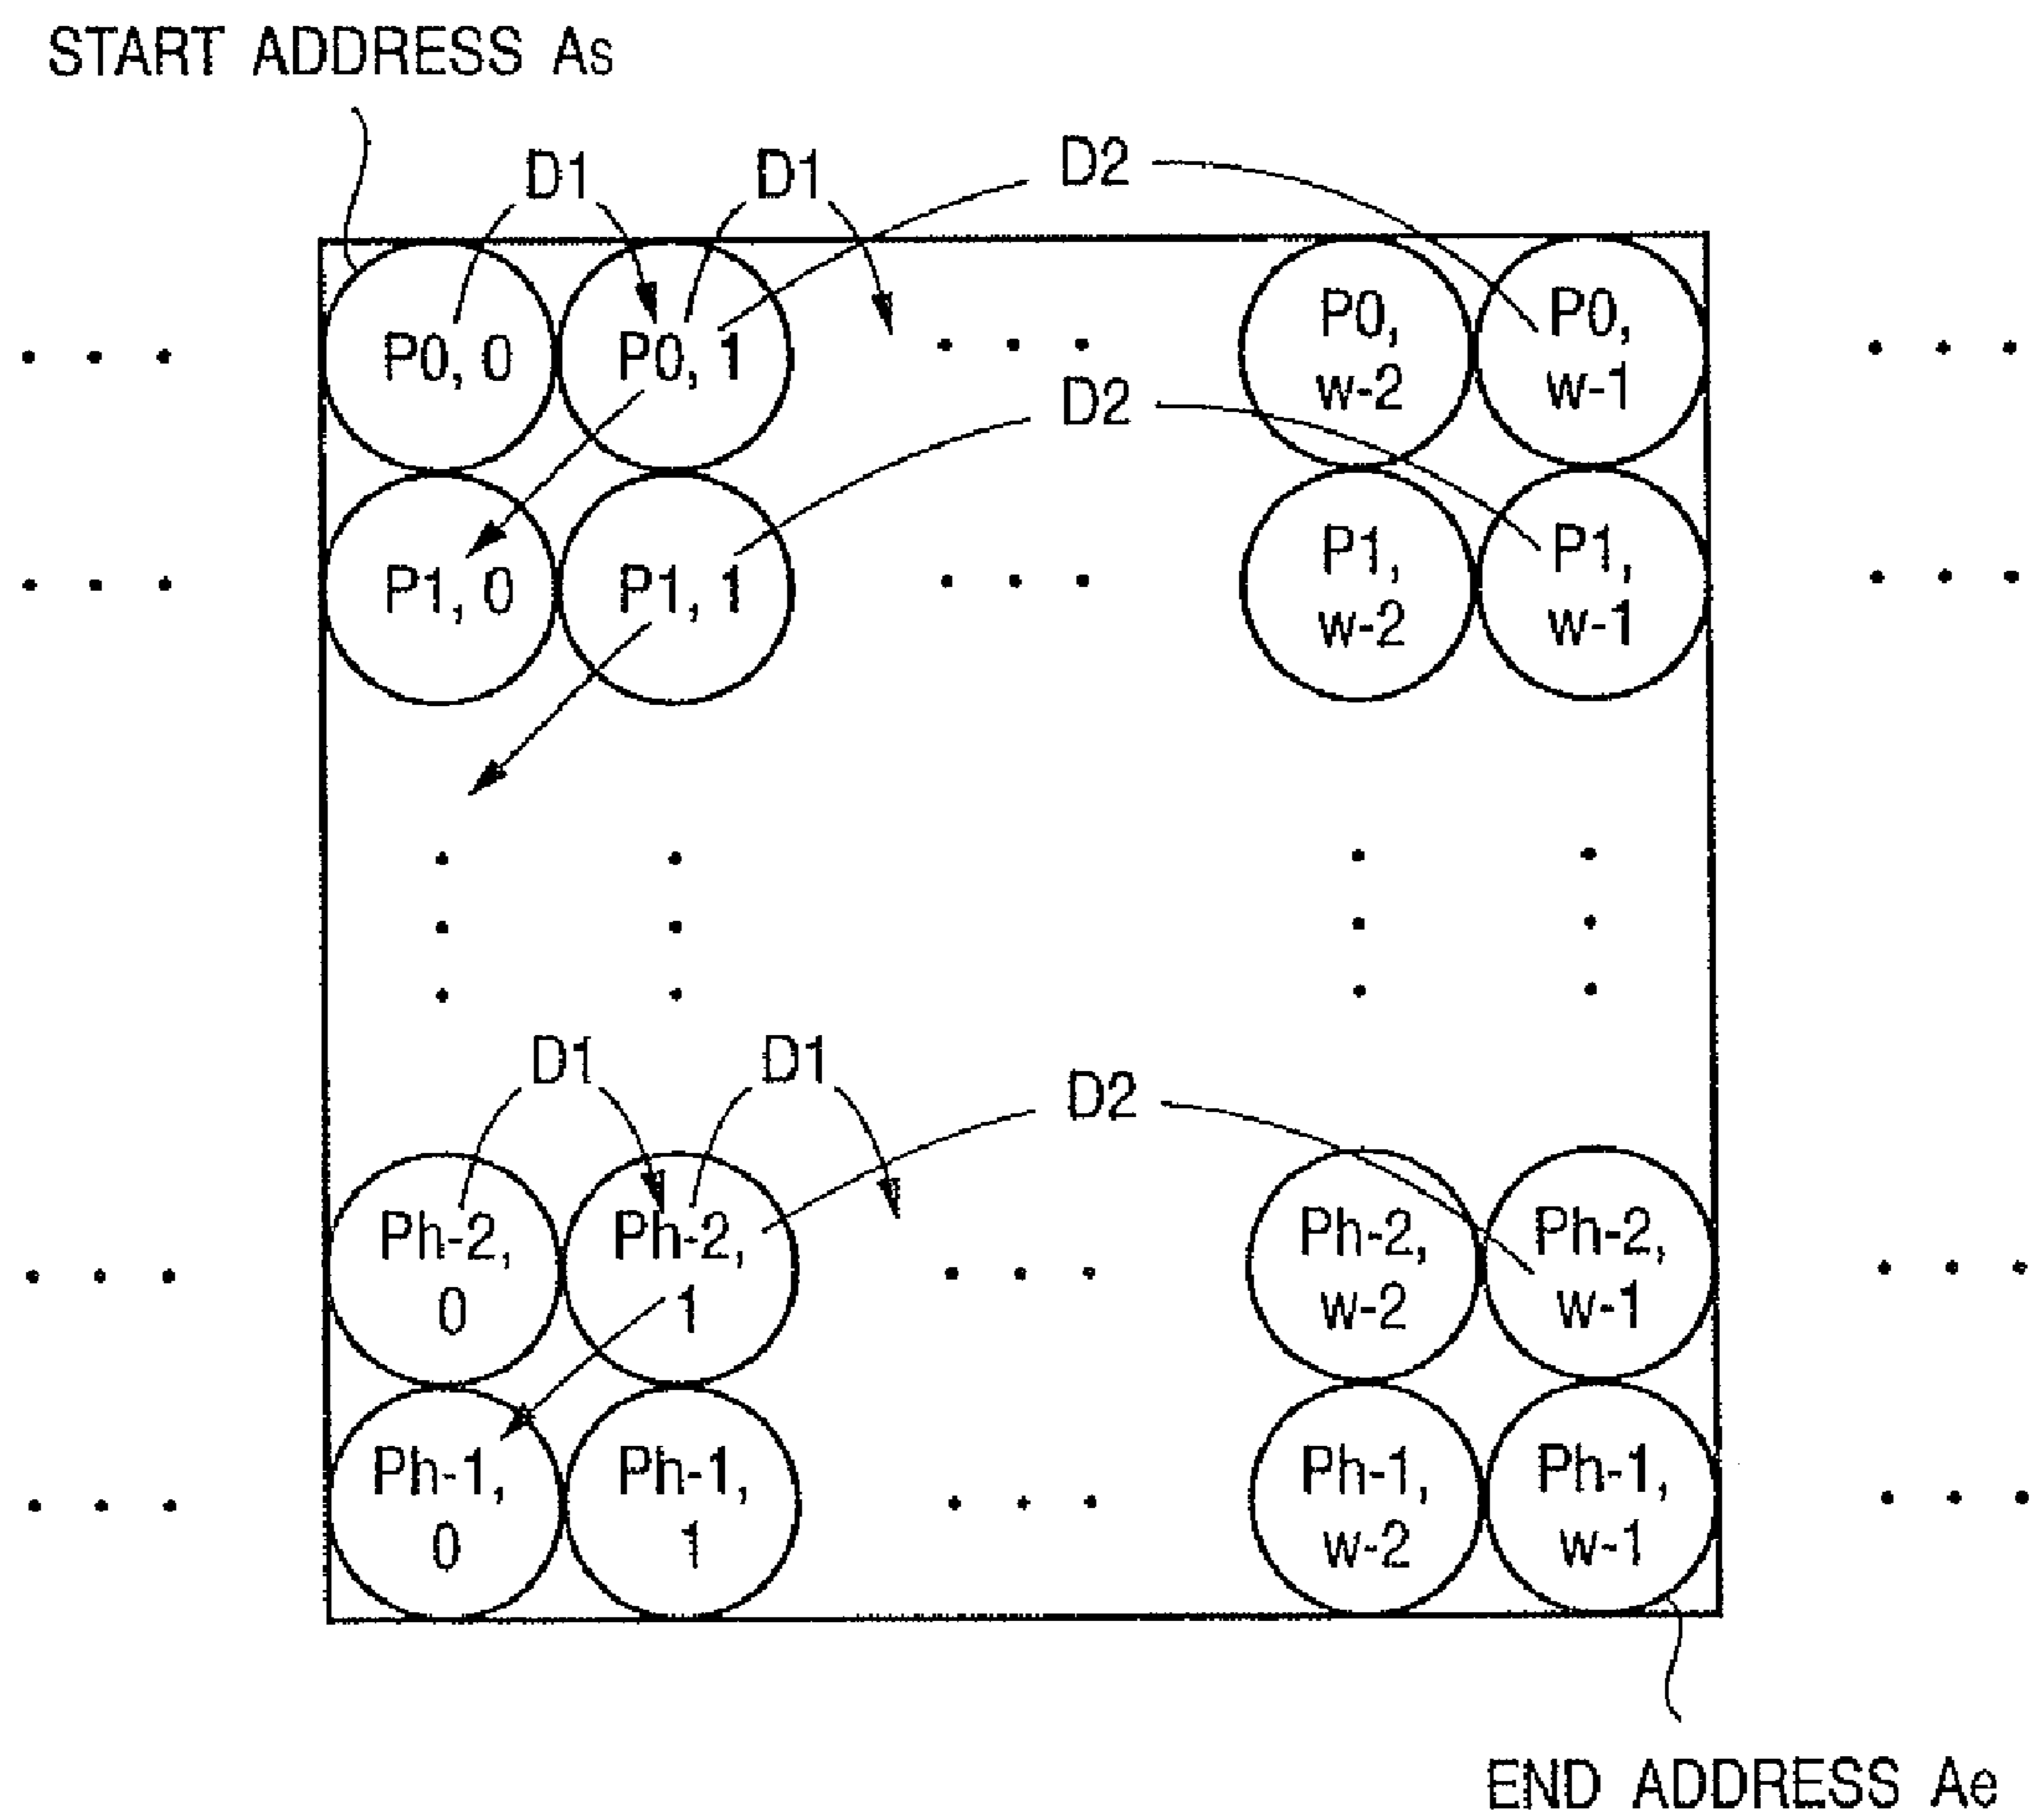 START ADDRESS As
D1 D1 D2
P0, 0 P0, 1 . . . P0, w-2 P0, w-1
D2
P1, 0 P1, 1 . . . P1, w-2 P1, w-1
D1 D1 D2
Ph-2, 0 Ph-2, 1 . . . Ph-2, w-2 Ph-2, w-1
Ph-1, 0 Ph-1, 1 . . . Ph-1, w-2 Ph-1, w-1
END ADDRESS Ae